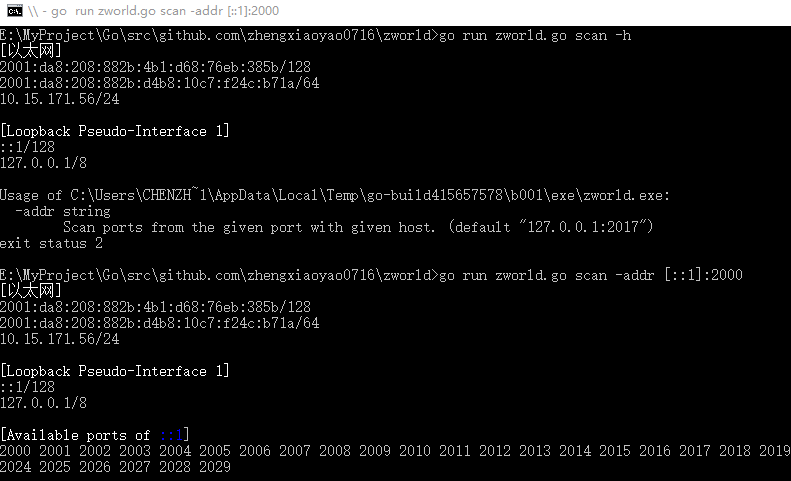 \\ - go  run zworld.go scan -addr [::1]:2000
E:\MyProject\Go\src\github.com\zhengxiaoyao0716\zworld>go run zworld.go scan -h
[以太网]
2001:da8:208:882b:4b1:d68:76eb:385b/128
2001:da8:208:882b:d4b8:10c7:f24c:b71a/64
10.15.171.56/24

[Loopback Pseudo-Interface 1]
::1/128
127.0.0.1/8

Usage of C:\Users\CHENZH~1\AppData\Local\Temp\go-build415657578\b001\exe\zworld.exe:
  -addr string
        Scan ports from the given port with given host. (default "127.0.0.1:2017")
exit status 2

E:\MyProject\Go\src\github.com\zhengxiaoyao0716\zworld>go run zworld.go scan -addr [::1]:2000
[以太网]
2001:da8:208:882b:4b1:d68:76eb:385b/128
2001:da8:208:882b:d4b8:10c7:f24c:b71a/64
10.15.171.56/24

[Loopback Pseudo-Interface 1]
::1/128
127.0.0.1/8

[Available ports of ::1]
2000 2001 2002 2003 2004 2005 2006 2007 2008 2009 2010 2011 2012 2013 2014 2015 2016 2017 2018 2019
2024 2025 2026 2027 2028 2029